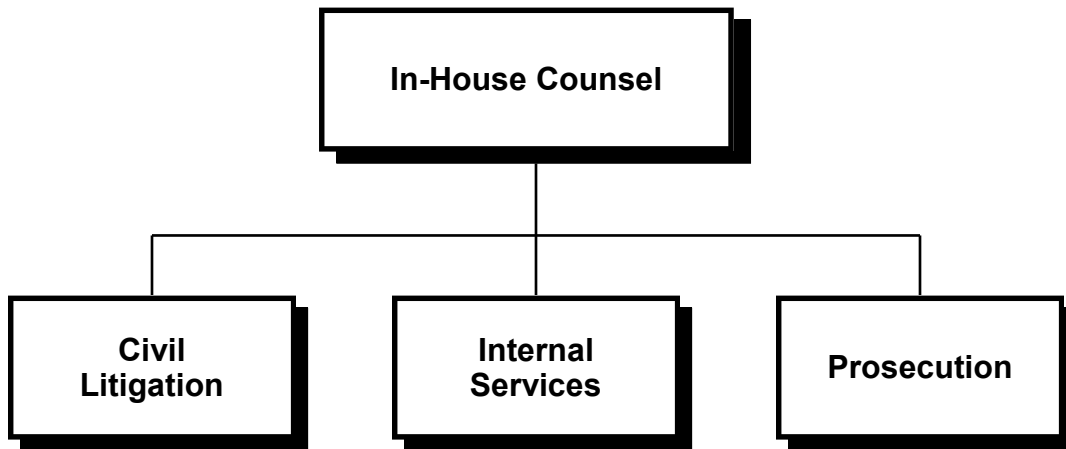 In-House Counsel
Civil
Litigation
Internal
Services
Prosecution